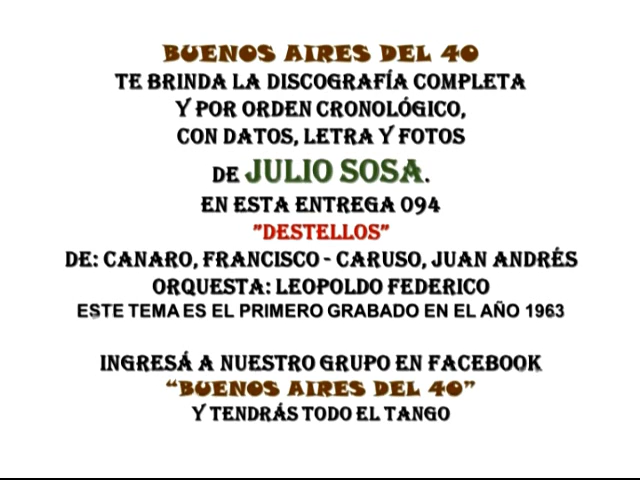 BUENOS AIRES DEL 40
TE BRINDA LA DISCOGRAFÍA COMPLETA
Y POR ORDEN CRONOLÓGICO,
CON DATOS, LETRA Y FOTOS
DE JULIO SOSA.
EN ESTA ENTREGA 094
"DESTELLOS"
DE: CANARO, FRANCISCO - CARUSO, JUAN ANDRÉS
ORQUESTA: LEOPOLDO FEDERICO
ESTE TEMA ES EL PRIMERO GRABADO EN EL AÑO 1963
INGRESÁ A NUESTRO GRUPO EN FACEBOOK
“BUENOS AIRES DEL 40”
Y TENDRÁS TODO EL TANGO